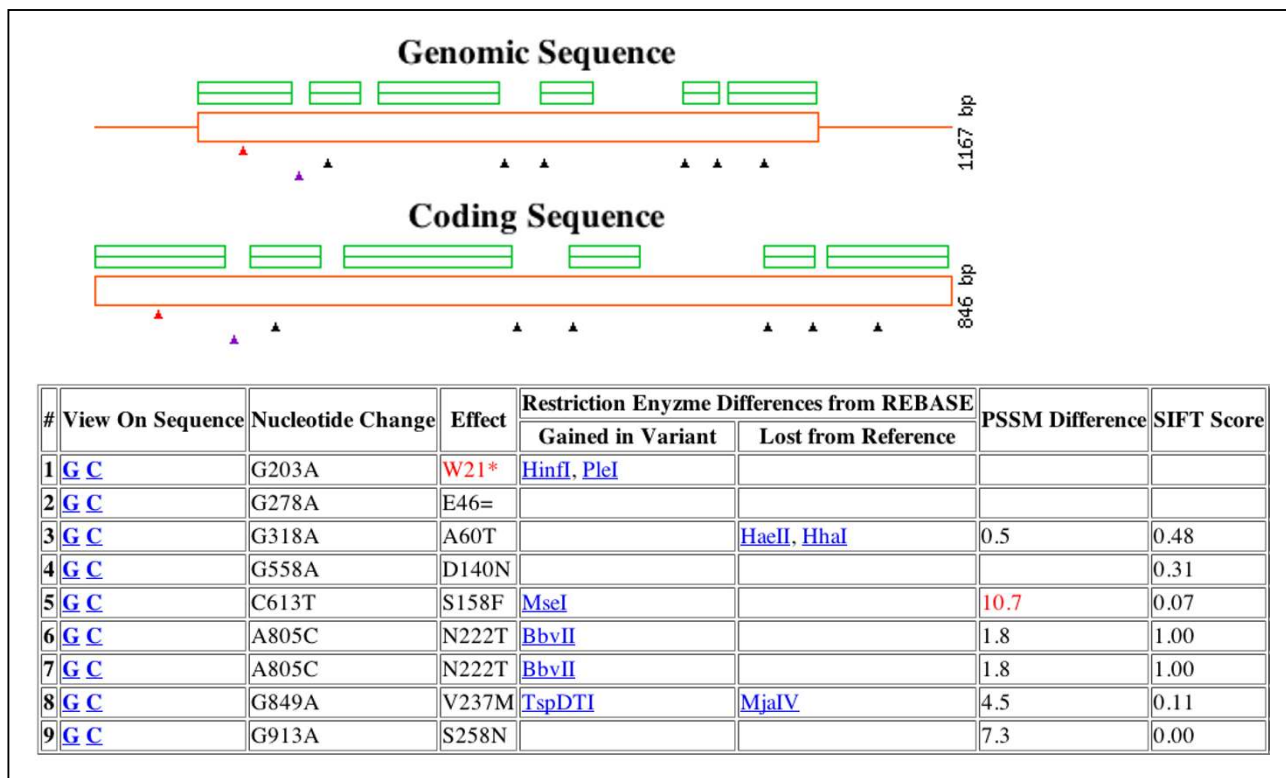 Genomic Sequence
1167 bp
Coding Sequence
846 bp
# View On Sequence Nucleotide Change Effect Restriction Enyzme Differences from REBASE PSSM Difference SIFT Score
Gained in Variant Lost from Reference
1 G C G203A W21* HinfI, PleI
2 G C G278A E46=
3 G C G318A A60T HaeII, HhaI 0.5 0.48
4 G C G558A D140N 0.31
5 G C C613T S158F MseI 10.7 0.07
6 G C A805C N222T BbvII 1.8 1.00
7 G C A805C N222T BbvII 1.8 1.00
8 G C G849A V237M TspDTI MjaIV 4.5 0.11
9 G C G913A S258N 7.3 0.00